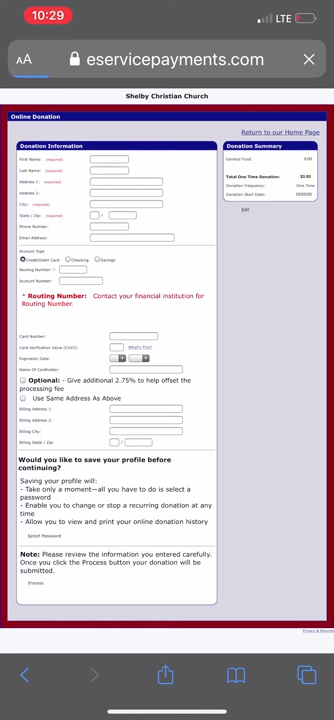 10:29
LTE
AA
eservicepayments.com
Shelby Christian Church
Online Donation
Return to our Home Page
Donation Information
Donation Summary
First Name: (required)
Last Name: (required)
Address 1: (required)
Address 2:
City: (required)
State / Zip: (required)
/
Phone Number:
Email Address:
General Fund
Total One Time Donation:
Donation Frequency: One Time
Donation Start Date:
Edit
Account Type
Credit/Debit Card Checking Savings
Routing Number: *
Account Number:
* Routing Number: Contact your financial institution for
Routing Number.
Card Number:
Card Verification Value (CVV2): What's This?
Expiration Date:
Name Of Cardholder:
Optional: - Give additional 2.75% to help offset the
processing fee
Use Same Address As Above
Billing Address 1:
Billing Address 2:
Billing City:
Billing State / Zip: /
Would you like to save your profile before
continuing?
Saving your profile will:
- Take only a moment—all you have to do is select a
password
- Enable you to change or stop a recurring donation at any
time
- Allow you to view and print your online donation history
Select Password
Note: Please review the information you entered carefully.
Once you click the Process button your donation will be
submitted.
Process
Privacy & Security